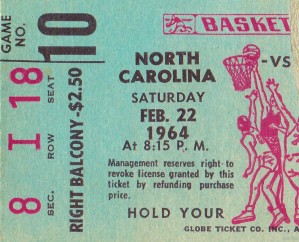 GAME NO. 10
SEAT 18
ROW I
SEC. 8
RIGHT BALCONY-$2.50
BASKET
NORTH -VS
CAROLINA
SATURDAY
FEB. 22
1964
At 8:15 P. M.
Management reserves right to
revoke license granted by
this ticket by refunding purchase
price.
HOLD YOUR
GLOBE TICKET CO. INC., A